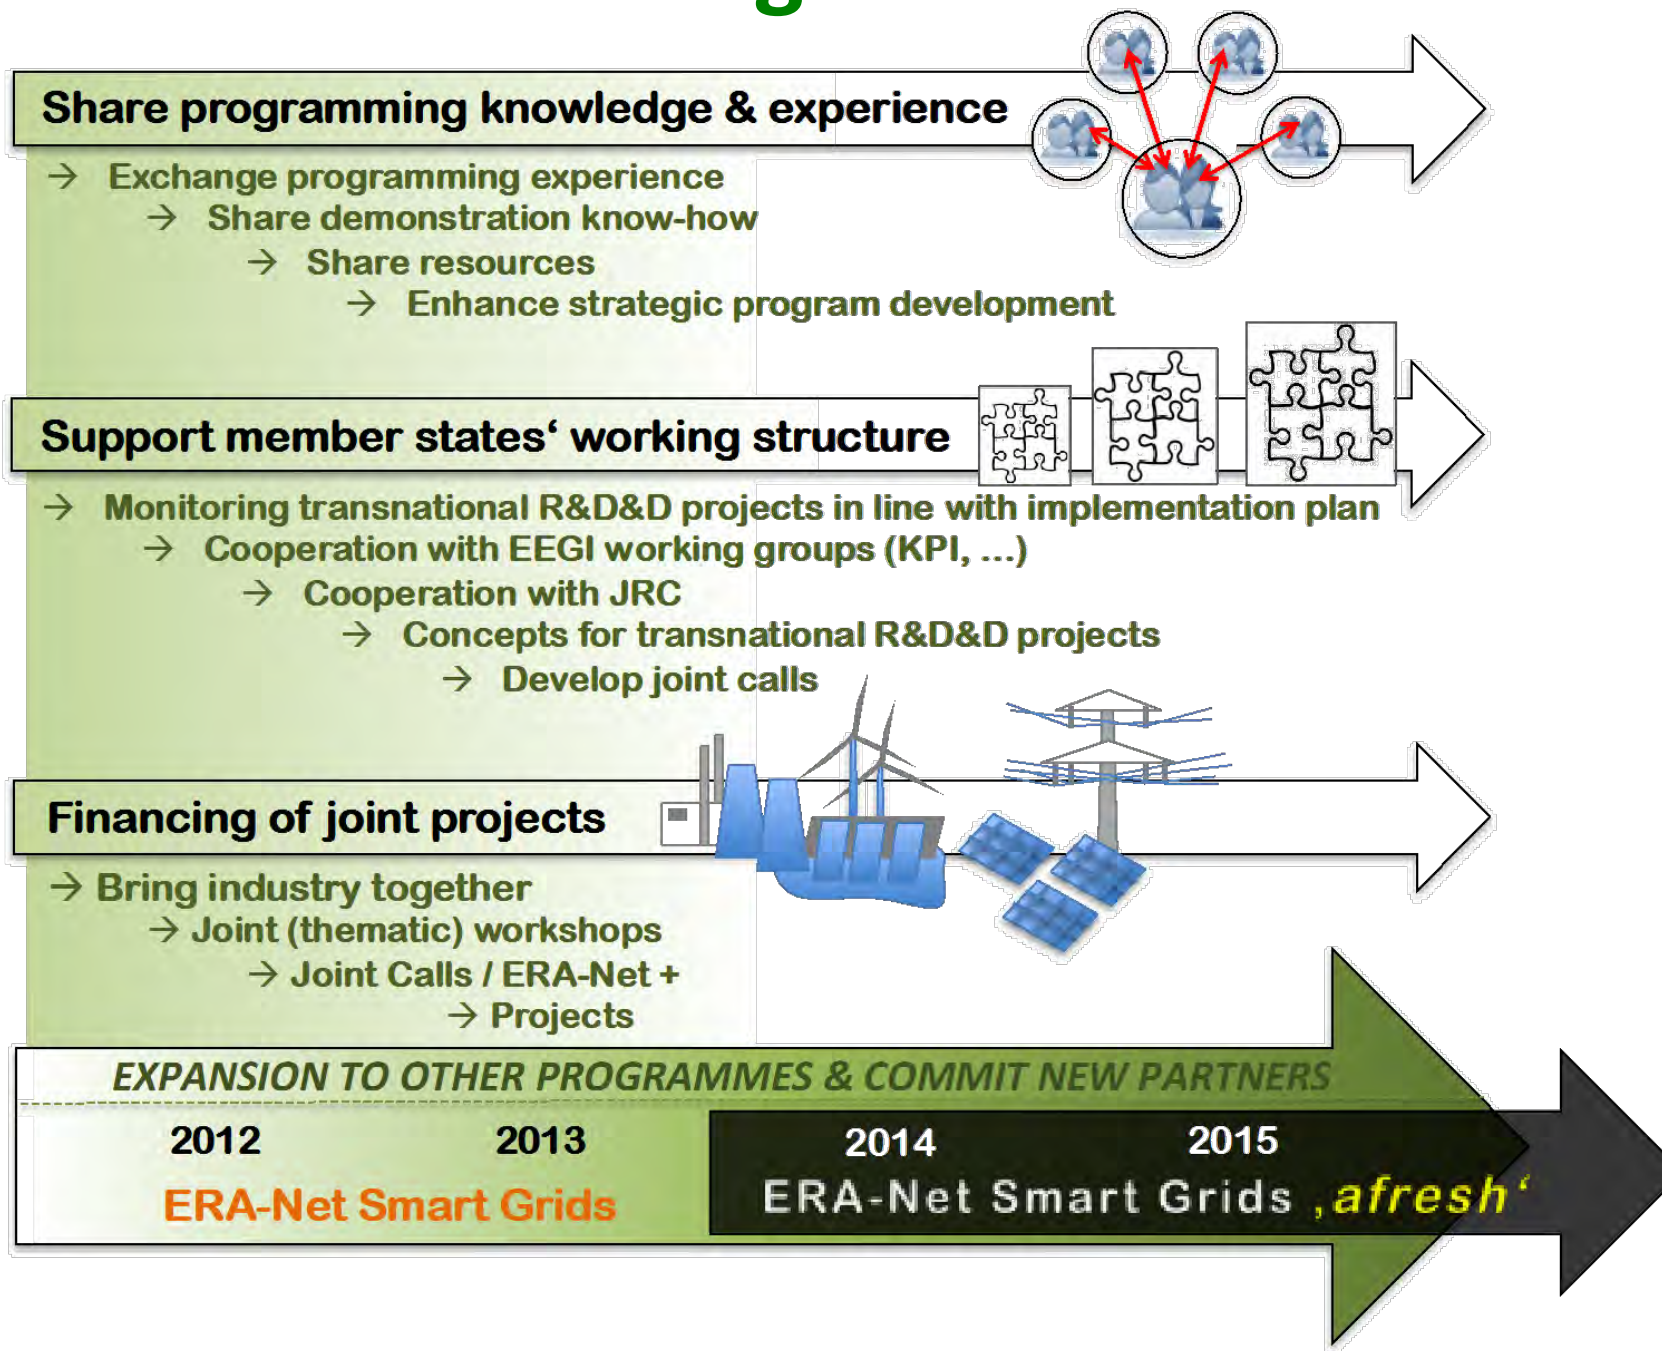 Share programming knowledge & experience
→ Exchange programming experience
→ Share demonstration know-how
→ Share resources
→ Enhance strategic program development
Support member states‘ working structure
→ Monitoring transnational R&D&D projects in line with implementation plan
→ Cooperation with EEGI working groups (KPI, ...)
→ Cooperation with JRC
→ Concepts for transnational R&D&D projects
→ Develop joint calls
Financing of joint projects
→ Bring industry together
→ Joint (thematic) workshops
→ Joint Calls / ERA-Net +
→ Projects
EXPANSION TO OTHER PROGRAMMES & COMMIT NEW PARTNERS
2012 2013 2014 2015
ERA-Net Smart Grids ERA-Net Smart Grids ‚afresh‘